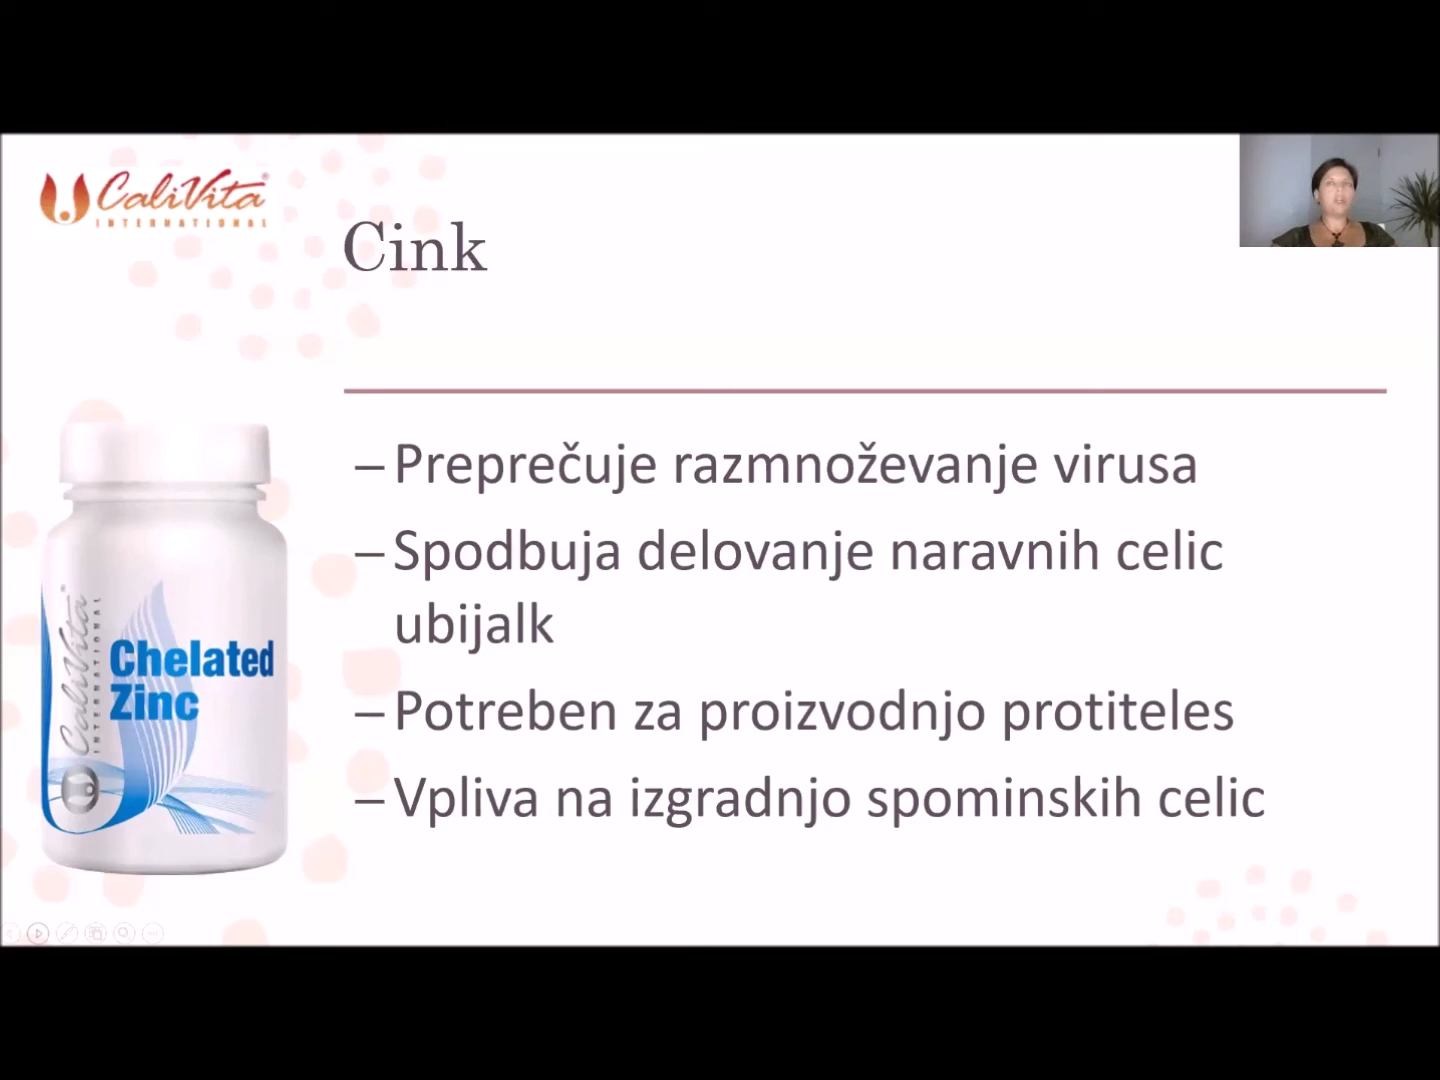 CaliVita®
INTERNATIONAL
Cink
– Preprečuje razmnoževanje virusa
– Spodbuja delovanje naravnih celic
ubijalk
– Potreben za proizvodnjo protiteles
– Vpliva na izgradnjo spominskih celic
CaliVita®
INTERNATIONAL
Chelated
Zinc